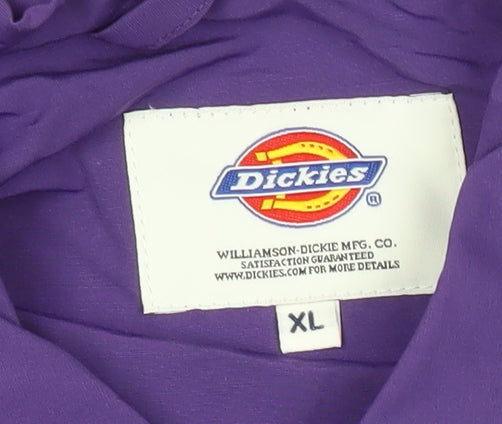 Dickies
®
WILLIAMSON-DICKIE MFG. CO.
SATISFACTION GUARANTEED
WWW.DICKIES.COM FOR MORE DETAILS
XL